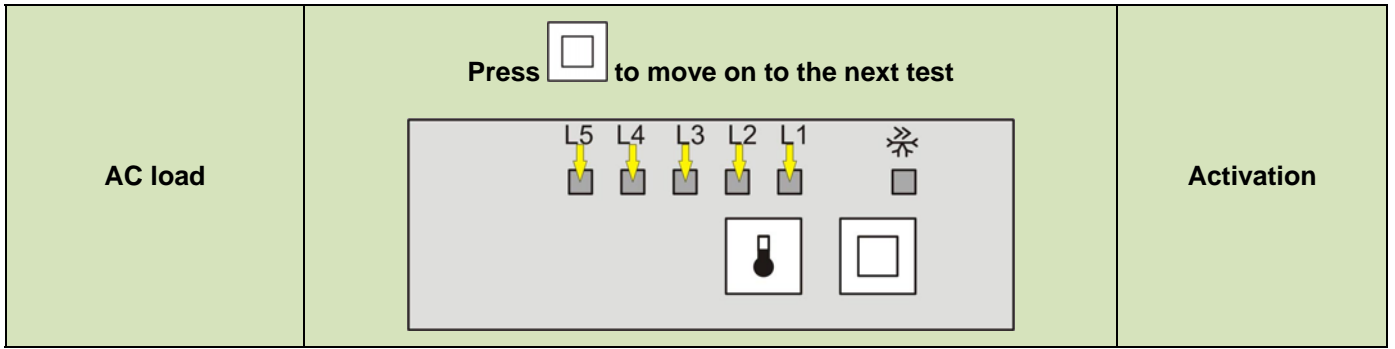 AC load
Press to move on to the next test
L5 L4 L3 L2 L1
Activation